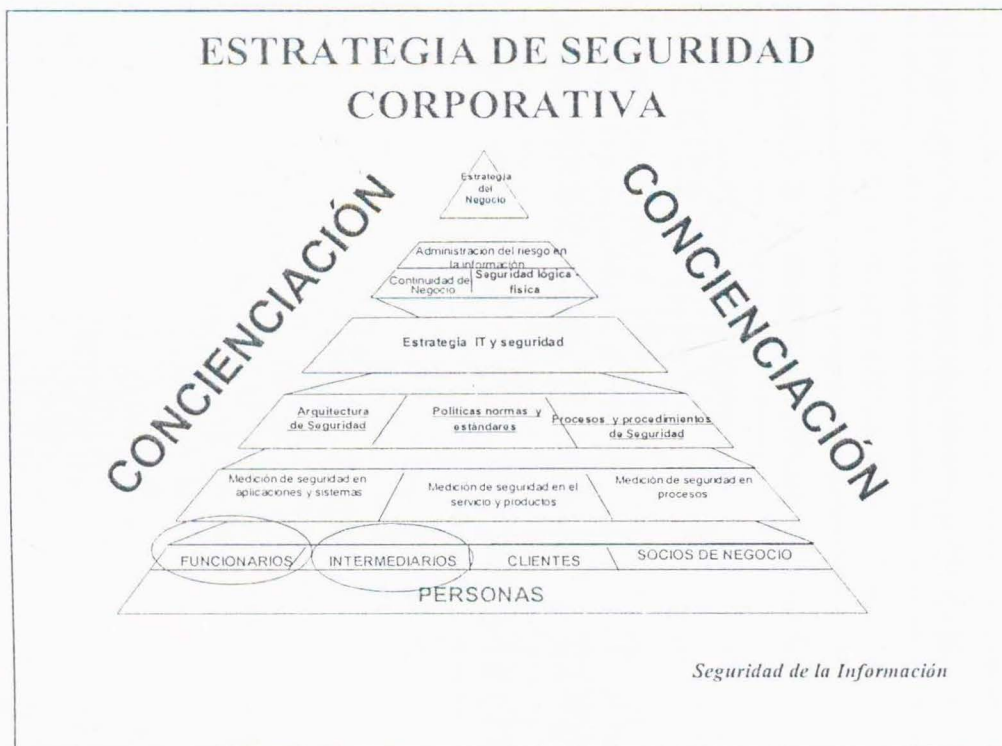 ESTRATEGIA DE SEGURIDAD
CORPORATIVA
CONCIENCIACIÓN
CONCIENCIACIÓN
Estrategia
del
Negocio
Administracion del riesgo en
la información
Continuidad de
Negocio
Seguridad lógica -
física
Estrategia IT y seguridad
Arquitectura
de Seguridad
Políticas normas y
estándares
Procesos y procedimientos
de Seguridad
Medición de seguridad en
aplicaciones y sistemas
Medición de seguridad en el
servicio y productos
Medición de seguridad en
procesos
FUNCIONARIOS
INTERMEDIARIOS
CLIENTES
SOCIOS DE NEGOCIO
PERSONAS
Seguridad de la Información